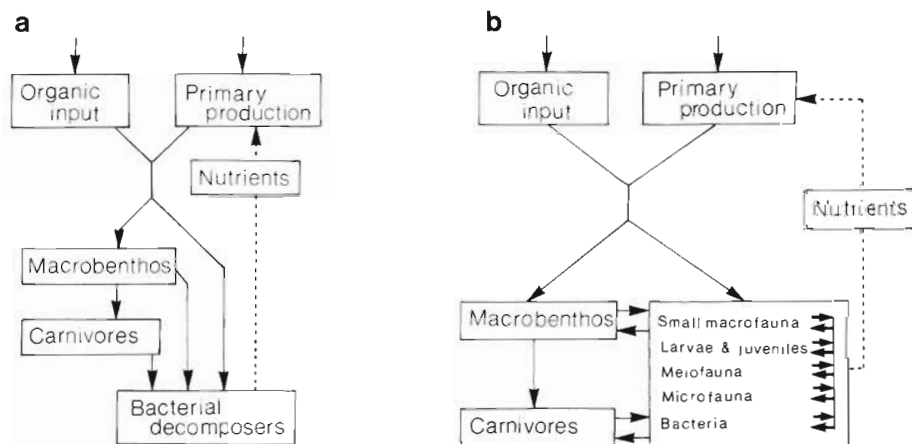 a
Organic
input
Primary
production
Nutrients
Macrobenthos
Carnivores
Bacterial
decomposers
b
Organic
input
Primary
production
Nutrients
Macrobenthos
Carnivores
Small macrofauna
Larvae & juveniles
Meiofauna
Microfauna
Bacteria